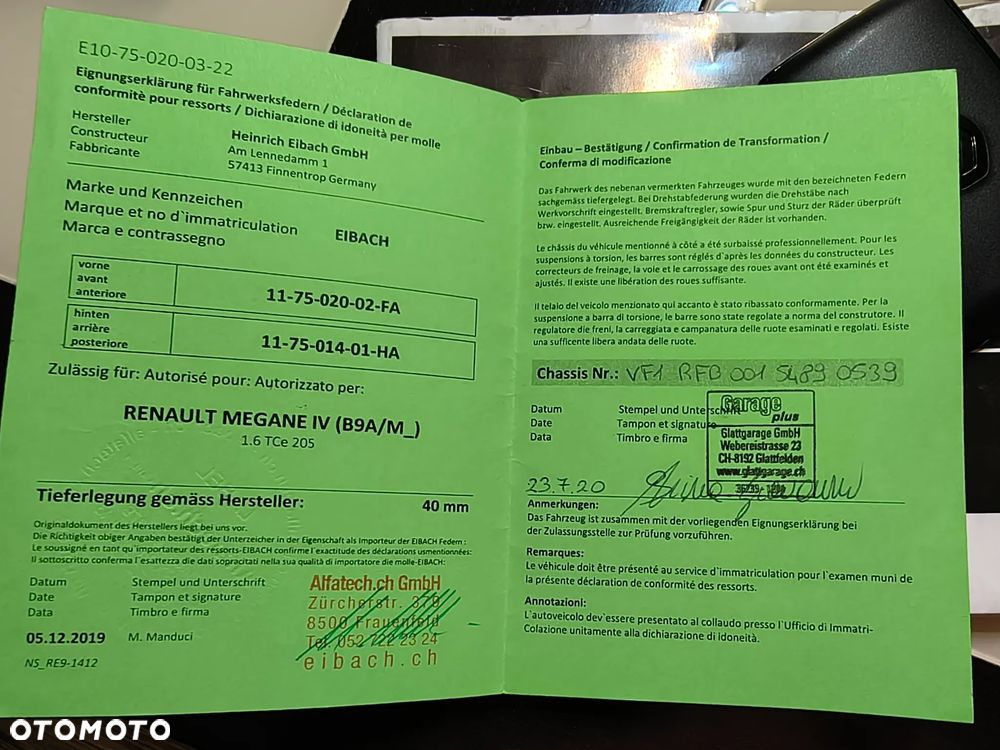 E10-75-020-03-22
Eignungserklärung für Fahrwerksfedern / Déclaration de
conformitè pour ressorts / Dichiarazione di idoneità per molle
Hersteller
Constructeur
Fabbricante
Heinrich Eibach GmbH
Am Lennedamm 1
57413 Finnentrop Germany
Marke und Kennzeichen
Marque et no d`immatriculation
Marca e contrassegno
EIBACH
vorne
avant
anteriore
11-75-020-02-FA
hinten
arrière
posteriore
11-75-014-01-HA
Zulässig für: Autorisé pour: Autorizzato per:
RENAULT MEGANE IV (B9A/M_)
1.6 TCe 205
Tieferlegung gemäss Hersteller: 40 mm
Originaldokument des Herstellers liegt bei uns vor.
Die Richtigkeit obiger Angaben bestätigt der Unterzeicher in der Eigenschaft als Importeur der EIBACH Federn :
Le soussigné en tant qu`importateur des ressorts-EIBACH confirme l`exactitude des déclarations usmentionnées:
Il sottoscritto conferma l`esattezza die dati sopracitati nella sua qualità di importatore die molle-EIBACH:
Datum
Date
Data
Stempel und Unterschrift
Tampon et signature
Timbro e firma
05.12.2019 M. Manduci
NS_RE9-1412
Alfatech.ch GmbH
Zürcherstr. 379
8500 Frauenfeld
Tel. 052 722 23 24
eibach.ch
Einbau – Bestätigung / Confirmation de Transformation /
Conferma di modificazione
Das Fahrwerk des nebenan vermerkten Fahrzeuges wurde mit den bezeichneten Federn
sachgemäss tiefergelegt. Bei Drehstabfederung wurden die Drehstäbe nach
Werkvorschrift eingestellt. Bremskraftregler, sowie Spur und Sturz der Räder überprüft
bzw. eingestellt. Ausreichende Freigängigkeit der Räder ist vorhanden.
Le châssis du véhicule mentionné à côté a été surbaissé professionnellement. Pour les
suspensions à torsion, les barres sont réglés d`après les données du constructeur. Les
correcteurs de freinage, la voie et le carrossage des roues avant ont été examinés et
ajustés. Il existe une libération des roues suffisante.
Il telaio del veicolo menzionato qui accanto è stato ribassato conformamente. Per la
suspensione a barra di torsione, le barre sono state regolate a norma del construtore. Il
regulatore die freni, la carreggiata e campanatura delle ruote esaminati e regolati. Esiste
una sufficente libera andata delle ruote.
Chassis Nr.: VF1 RFB 001 5489 0539
Datum
Date
Data
Stempel und Unterschrift
Tampon et signature
Timbro e firma
Garage
plus
Glattgarage GmbH
Webereistrasse 23
CH-8192 Glattfelden
www.glattgarage.ch
23.7.20
Anmerkungen:
Das Fahrzeug ist zusammen mit der vorliegenden Eignungserklärung bei
der Zulassungsstelle zur Prüfung vorzuführen.
Remarques:
Le véhicule doit être présenté au service d`immatriculation pour l`examen muni de
la présente déclaration de conformité des ressorts.
Annotazioni:
L`autoveicolo dev`essere presentato al collaudo presso l`Ufficio di Immatri-
Colazione unitamente alla dichiarazione di idoneità.
OTOMOTO